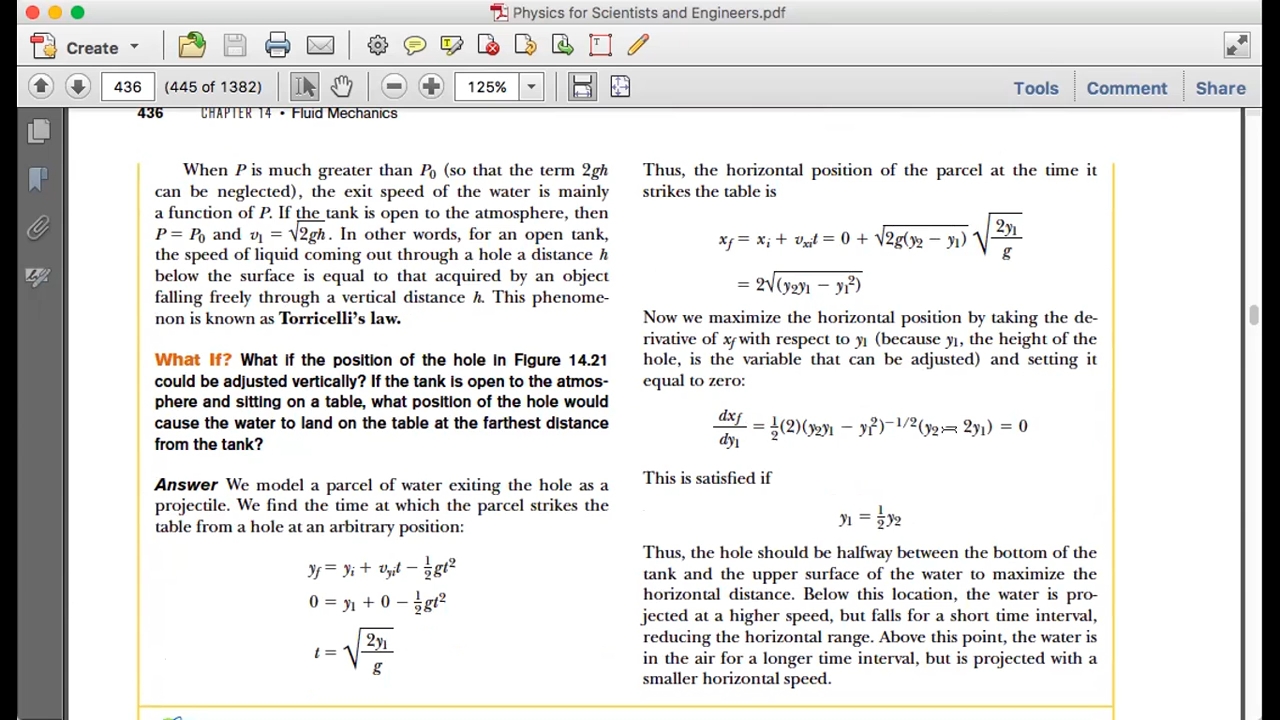 Physics for Scientists and Engineers.pdf
Create
436 (445 of 1382) 125% Tools Comment Share
436 CHAPTER 14 • Fluid Mechanics
When P is much greater than P₀ (so that the term 2gh
can be neglected), the exit speed of the water is mainly
a function of P. If the tank is open to the atmosphere, then
P = P₀ and v₁ = √2gh. In other words, for an open tank,
the speed of liquid coming out through a hole a distance h
below the surface is equal to that acquired by an object
falling freely through a vertical distance h. This phenome-
non is known as Torricelli's law.
What If? What if the position of the hole in Figure 14.21
could be adjusted vertically? If the tank is open to the atmos-
phere and sitting on a table, what position of the hole would
cause the water to land on the table at the farthest distance
from the tank?
Answer We model a parcel of water exiting the hole as a
projectile. We find the time at which the parcel strikes the
table from a hole at an arbitrary position:
y_f = y_i + v_yi t − ½gt²
0 = y₁ + 0 − ½gt²
t = √(2y₁/g)
Thus, the horizontal position of the parcel at the time it
strikes the table is
x_f = x_i + v_xi t = 0 + √2g(y₂ − y₁) √(2y₁/g)
= 2√(y₂y₁ − y₁²)
Now we maximize the horizontal position by taking the de-
rivative of x_f with respect to y₁ (because y₁, the height of the
hole, is the variable that can be adjusted) and setting it
equal to zero:
dx_f/dy₁ = ½(2)(y₂y₁ − y₁²)^−1/2(y₂ − 2y₁) = 0
This is satisfied if
y₁ = ½y₂
Thus, the hole should be halfway between the bottom of the
tank and the upper surface of the water to maximize the
horizontal distance. Below this location, the water is pro-
jected at a higher speed, but falls for a short time interval,
reducing the horizontal range. Above this point, the water is
in the air for a longer time interval, but is projected with a
smaller horizontal speed.